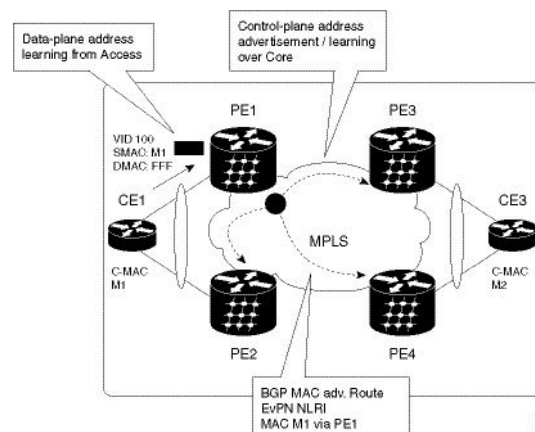 Data-plane address
learning from Access
Control-plane address
advertisement / learning
over Core
PE1
PE3
VID 100
SMAC: M1
DMAC: FFF
CE1
CE3
MPLS
C-MAC
M1
C-MAC
M2
PE2
PE4
BGP MAC adv. Route
EvPN NLRI
MAC M1 via PE1